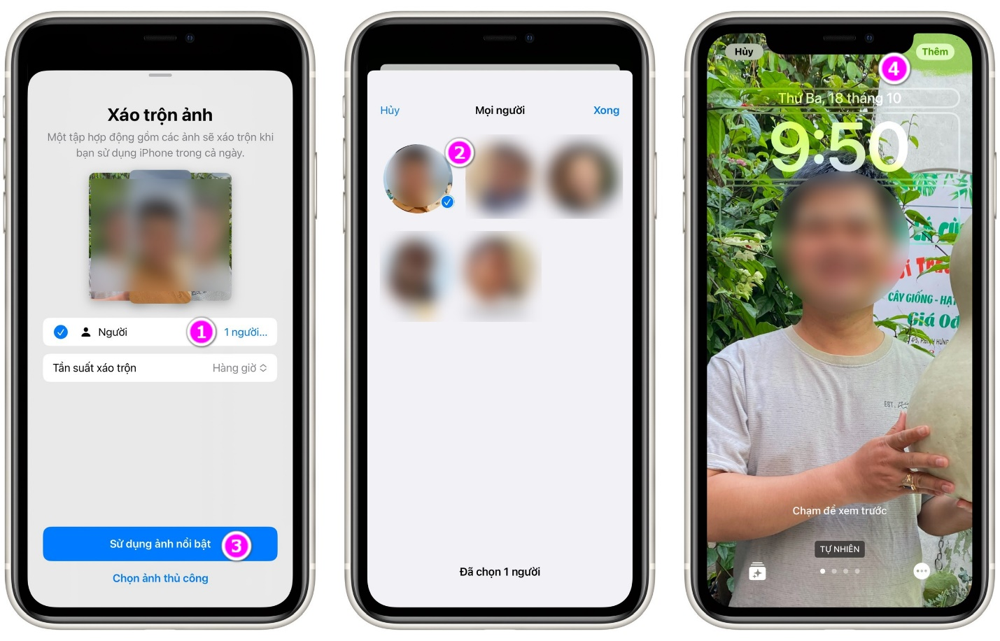 Xáo trộn ảnh
Một tập hợp động gồm các ảnh sẽ xáo trộn khi
bạn sử dụng iPhone trong cả ngày.
Người
1
1 người...
Tần suất xáo trộn
Hàng giờ
Sử dụng ảnh nổi bật
3
Chọn ảnh thủ công
Hủy
Mọi người
Xong
2
Đã chọn 1 người
Hủy
Thêm
4
Thứ Ba, 18 tháng 10
9:50
CÂY GIỐNG - HẠ
Giá Ođ
EST.
Chạm để xem trước
TỰ NHIÊN